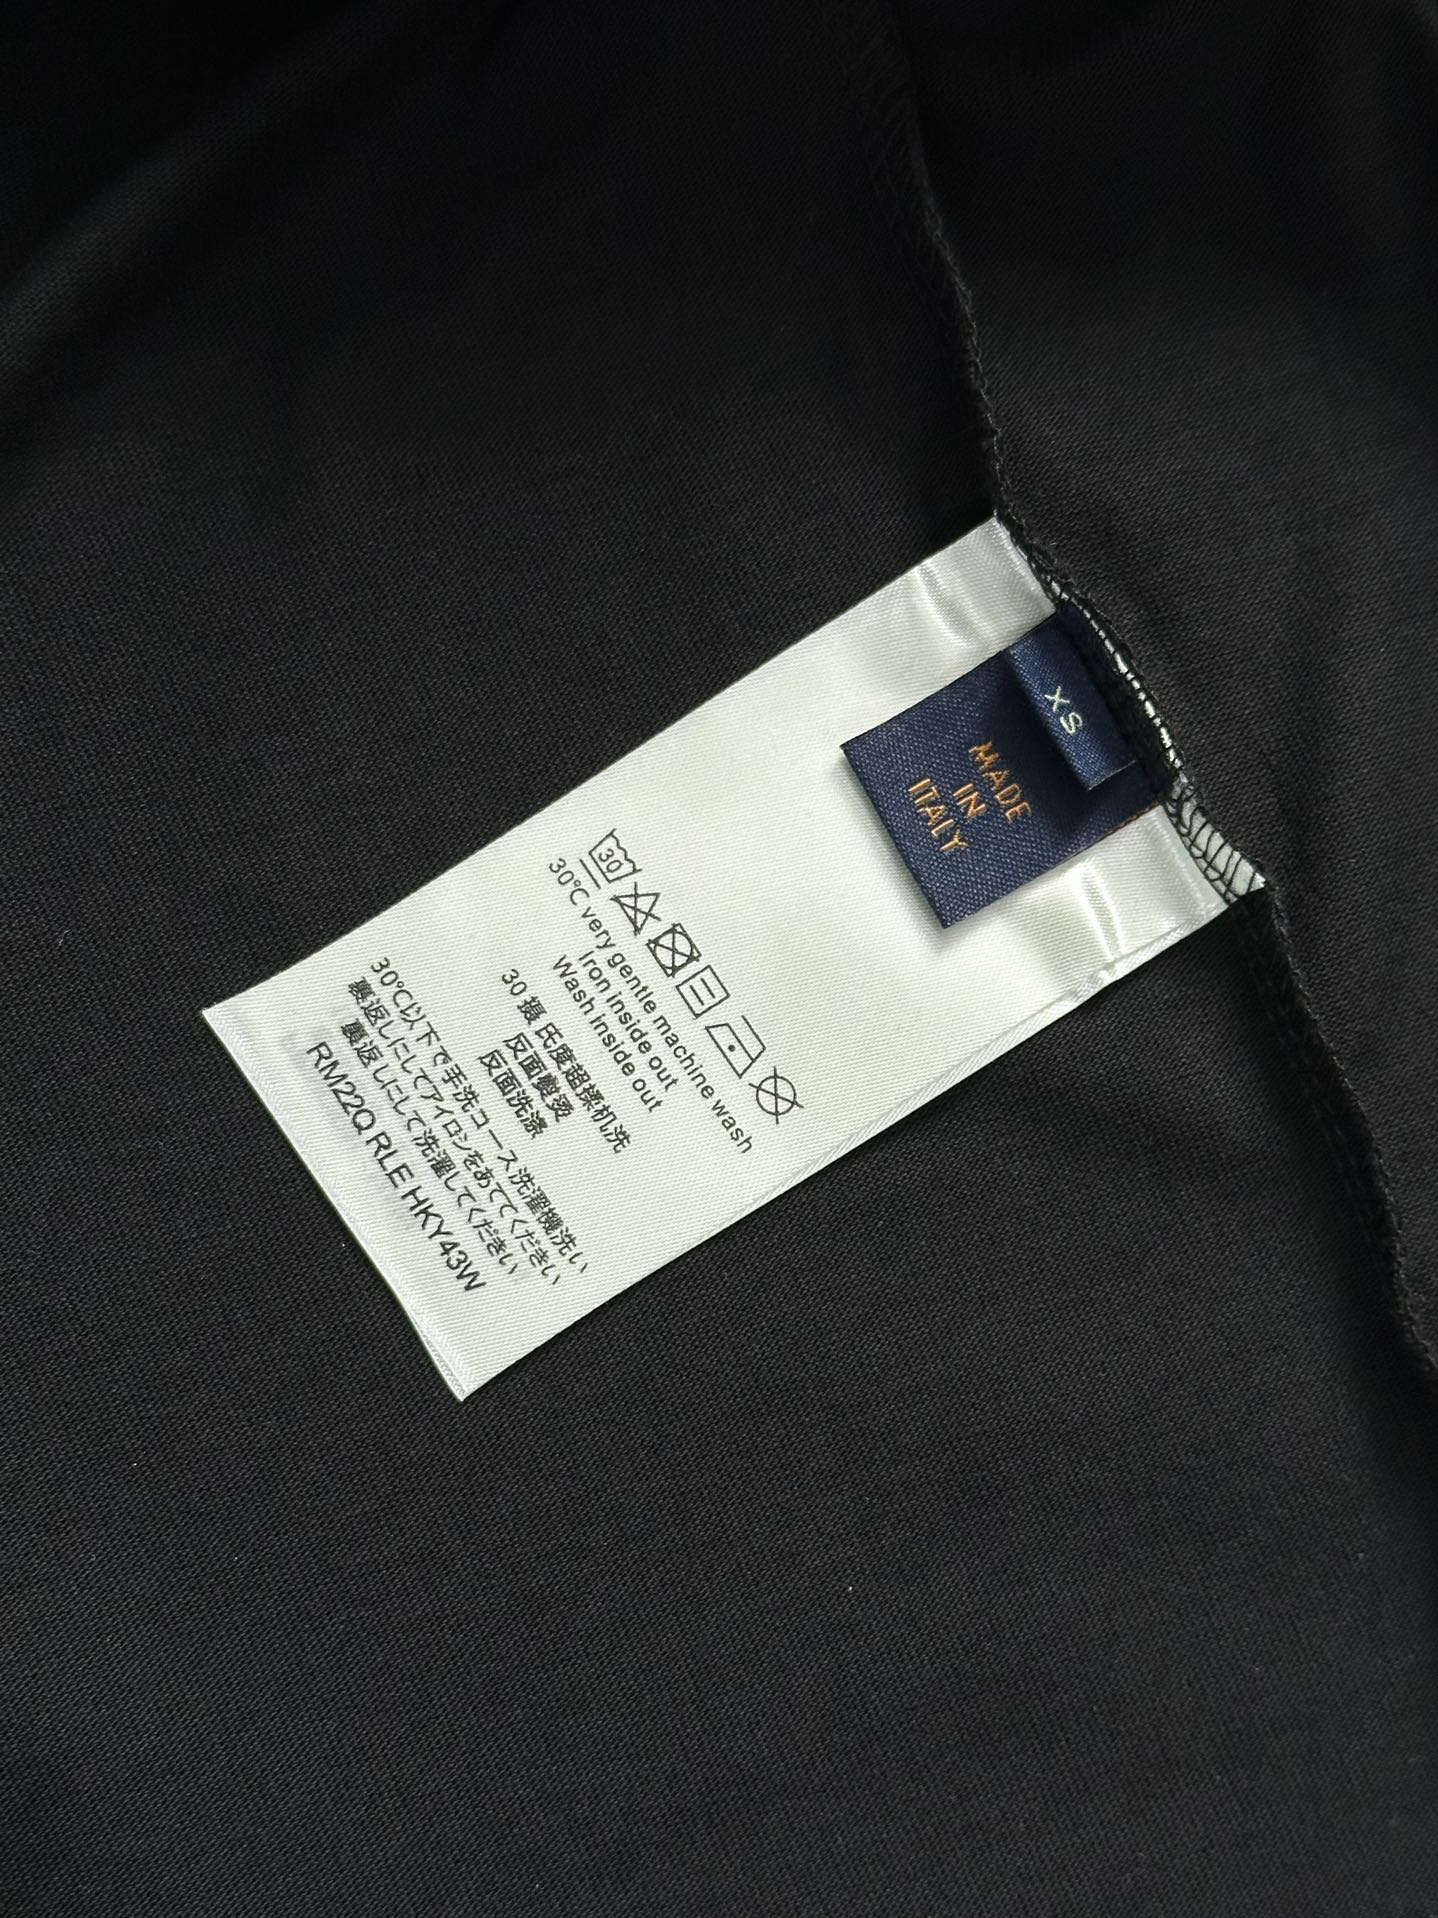 XS
MADE
IN
ITALY
30
30℃ very gentle machine wash
Iron inside out
Wash inside out
30 摄氏度超揉机洗
反面熨烫
反面洗涤
30℃以下で手洗コース洗濯機洗い
裏返しにしてアイロンをあててください
裏返しにして洗濯してください
RM22Q RLE HKY43W